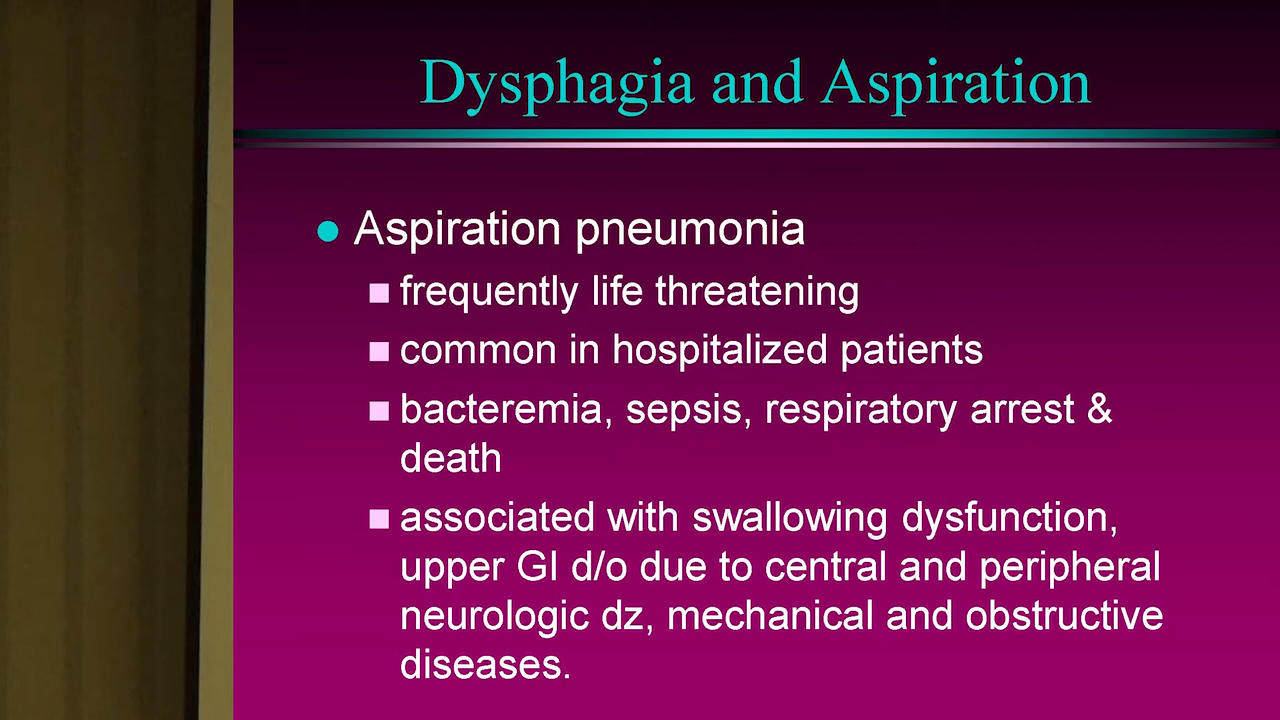 Dysphagia and Aspiration
Aspiration pneumonia
frequently life threatening
common in hospitalized patients
bacteremia, sepsis, respiratory arrest &
death
associated with swallowing dysfunction,
upper GI d/o due to central and peripheral
neurologic dz, mechanical and obstructive
diseases.